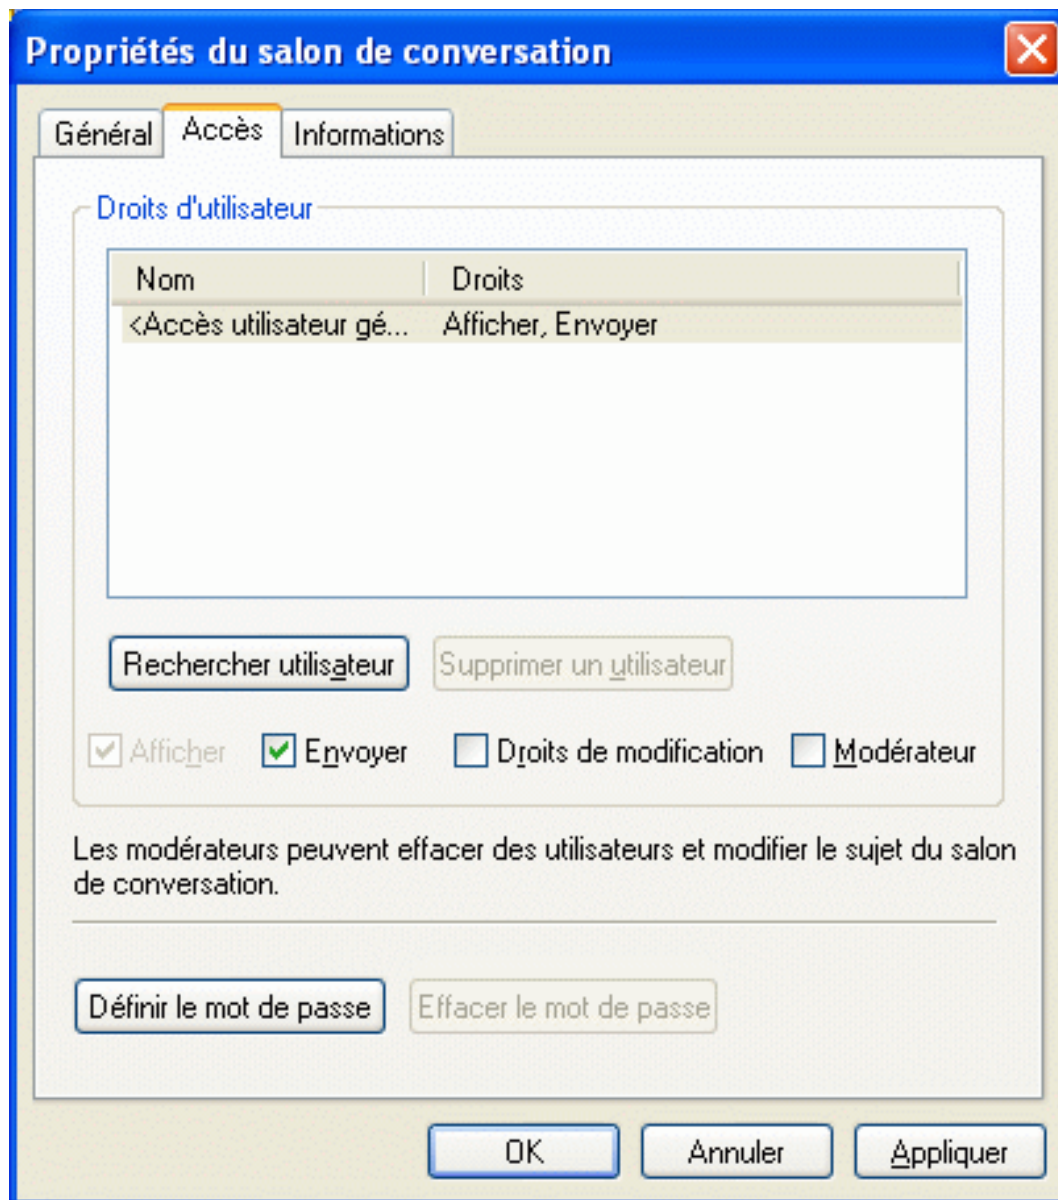 Propriétés du salon de conversation
Général Accès Informations
Droits d'utilisateur
Nom Droits
<Accès utilisateur gé... Afficher, Envoyer
Rechercher utilisateur Supprimer un utilisateur
Afficher Envoyer Droits de modification Modérateur
Les modérateurs peuvent effacer des utilisateurs et modifier le sujet du salon
de conversation.
Définir le mot de passe Effacer le mot de passe
OK Annuler Appliquer